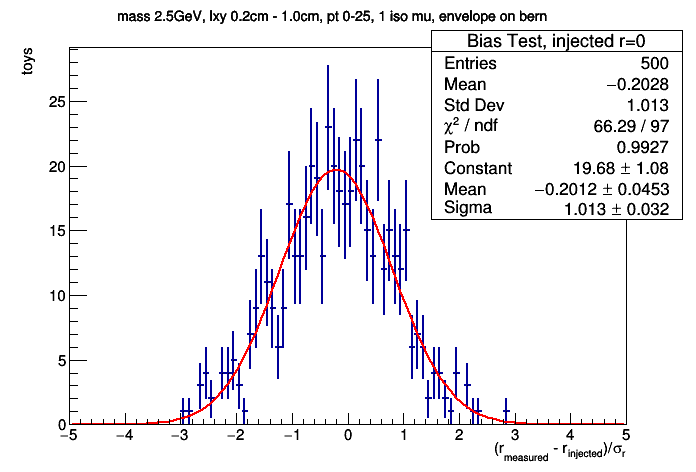 mass 2.5GeV, lxy 0.2cm - 1.0cm, pt 0-25, 1 iso mu, envelope on bern
Bias Test, injected r=0
Entries 500
Mean −0.2028
Std Dev 1.013
χ² / ndf 66.29 / 97
Prob 0.9927
Constant 19.68 ± 1.08
Mean −0.2012 ± 0.0453
Sigma 1.013 ± 0.032
toys
25
20
15
10
5
0
−5 −4 −3 −2 −1 0 1 2 3 4 5
(r_measured - r_injected)/σ_r